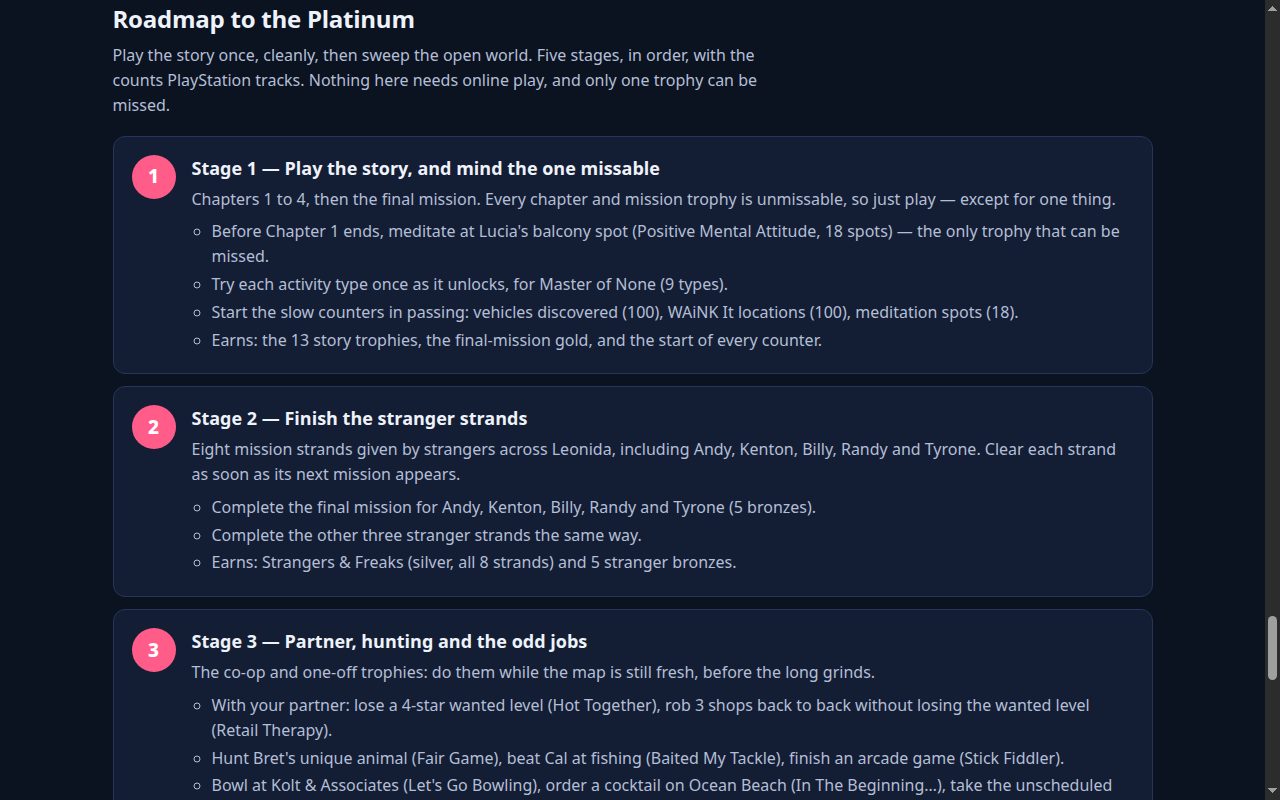 Roadmap to the Platinum
Play the story once, cleanly, then sweep the open world. Five stages, in order, with the
counts PlayStation tracks. Nothing here needs online play, and only one trophy can be
missed.
1
Stage 1 — Play the story, and mind the one missable
Chapters 1 to 4, then the final mission. Every chapter and mission trophy is unmissable, so just play — except for one thing.
Before Chapter 1 ends, meditate at Lucia's balcony spot (Positive Mental Attitude, 18 spots) — the only trophy that can be
missed.
Try each activity type once as it unlocks, for Master of None (9 types).
Start the slow counters in passing: vehicles discovered (100), WAiNK It locations (100), meditation spots (18).
Earns: the 13 story trophies, the final-mission gold, and the start of every counter.
2
Stage 2 — Finish the stranger strands
Eight mission strands given by strangers across Leonida, including Andy, Kenton, Billy, Randy and Tyrone. Clear each strand
as soon as its next mission appears.
Complete the final mission for Andy, Kenton, Billy, Randy and Tyrone (5 bronzes).
Complete the other three stranger strands the same way.
Earns: Strangers & Freaks (silver, all 8 strands) and 5 stranger bronzes.
3
Stage 3 — Partner, hunting and the odd jobs
The co-op and one-off trophies: do them while the map is still fresh, before the long grinds.
With your partner: lose a 4-star wanted level (Hot Together), rob 3 shops back to back without losing the wanted level
(Retail Therapy).
Hunt Bret's unique animal (Fair Game), beat Cal at fishing (Baited My Tackle), finish an arcade game (Stick Fiddler).
Bowl at Kolt & Associates (Let's Go Bowling), order a cocktail on Ocean Beach (In The Beginning...), take the unscheduled